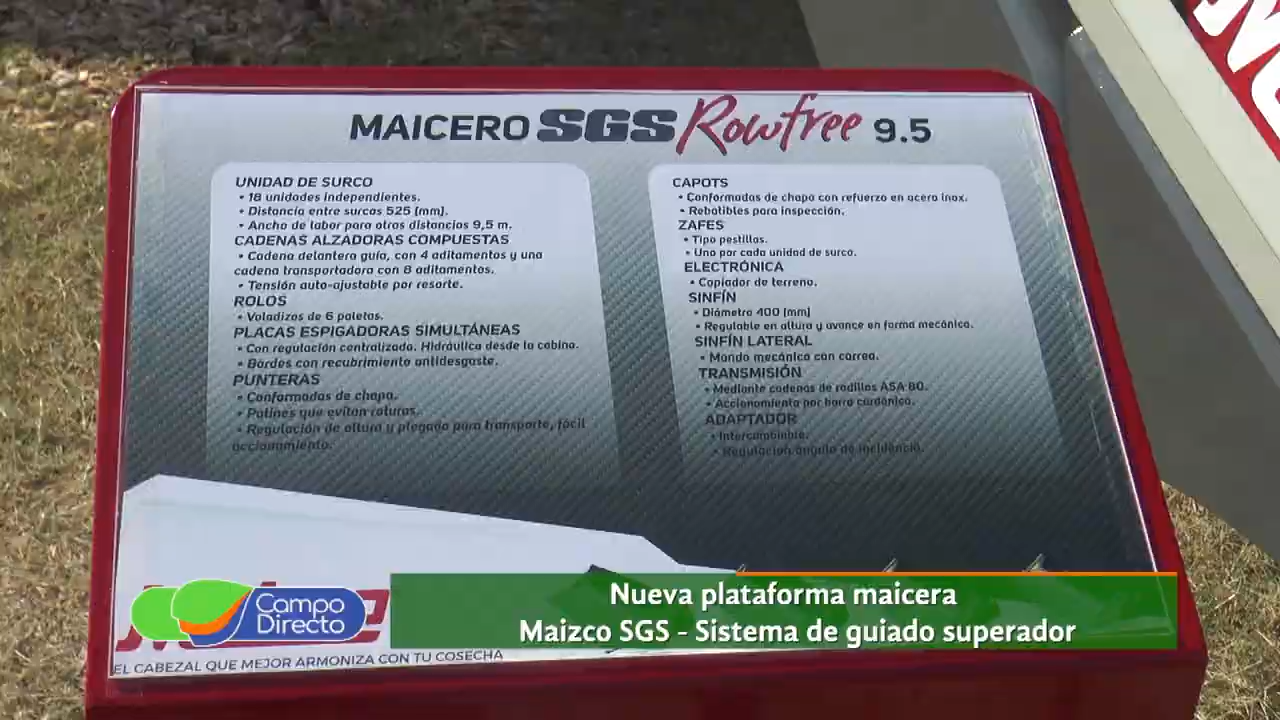 MAICERO SGS Rowfree 9.5
UNIDAD DE SURCO
• 18 unidades independientes.
• Distancia entre surcos 525 (mm).
• Ancho de labor para otras distancias 9,5 m.
CADENAS ALZADORAS COMPUESTAS
• Cadena delantera guía, con 4 aditamentos y una
cadena transportadora con 8 aditamentos.
• Tensión auto-ajustable por resorte.
ROLOS
• Voladizos de 6 paletas.
PLACAS ESPIGADORAS SIMULTÁNEAS
• Con regulación centralizada. Hidráulica desde la cabina.
• Bordes con recubrimiento antidesgaste.
PUNTERAS
• Conformadas de chapa.
• Patines que evitan roturas.
• Regulación de altura y plegado para transporte, fácil
accionamiento.
CAPOTS
• Conformadas de chapa con refuerzo en acero inox.
• Rebatibles para inspección.
ZAFES
• Tipo pestillos.
• Uno por cada unidad de surco.
ELECTRÓNICA
• Copiador de terreno.
SINFÍN
• Diámetro 400 (mm)
• Regulable en altura y avance en forma mecánica.
SINFÍN LATERAL
• Mando mecánico con correa.
TRANSMISIÓN
• Mediante cadenas de rodillos ASA 80.
• Accionamiento por barra cardánica.
ADAPTADOR
• Intercambiable.
• Regulación ángulo de incidencia.
Campo
Directo
EL CABEZAL QUE MEJOR ARMONIZA CON TU COSECHA
Nueva plataforma maicera
Maizco SGS - Sistema de guiado superador